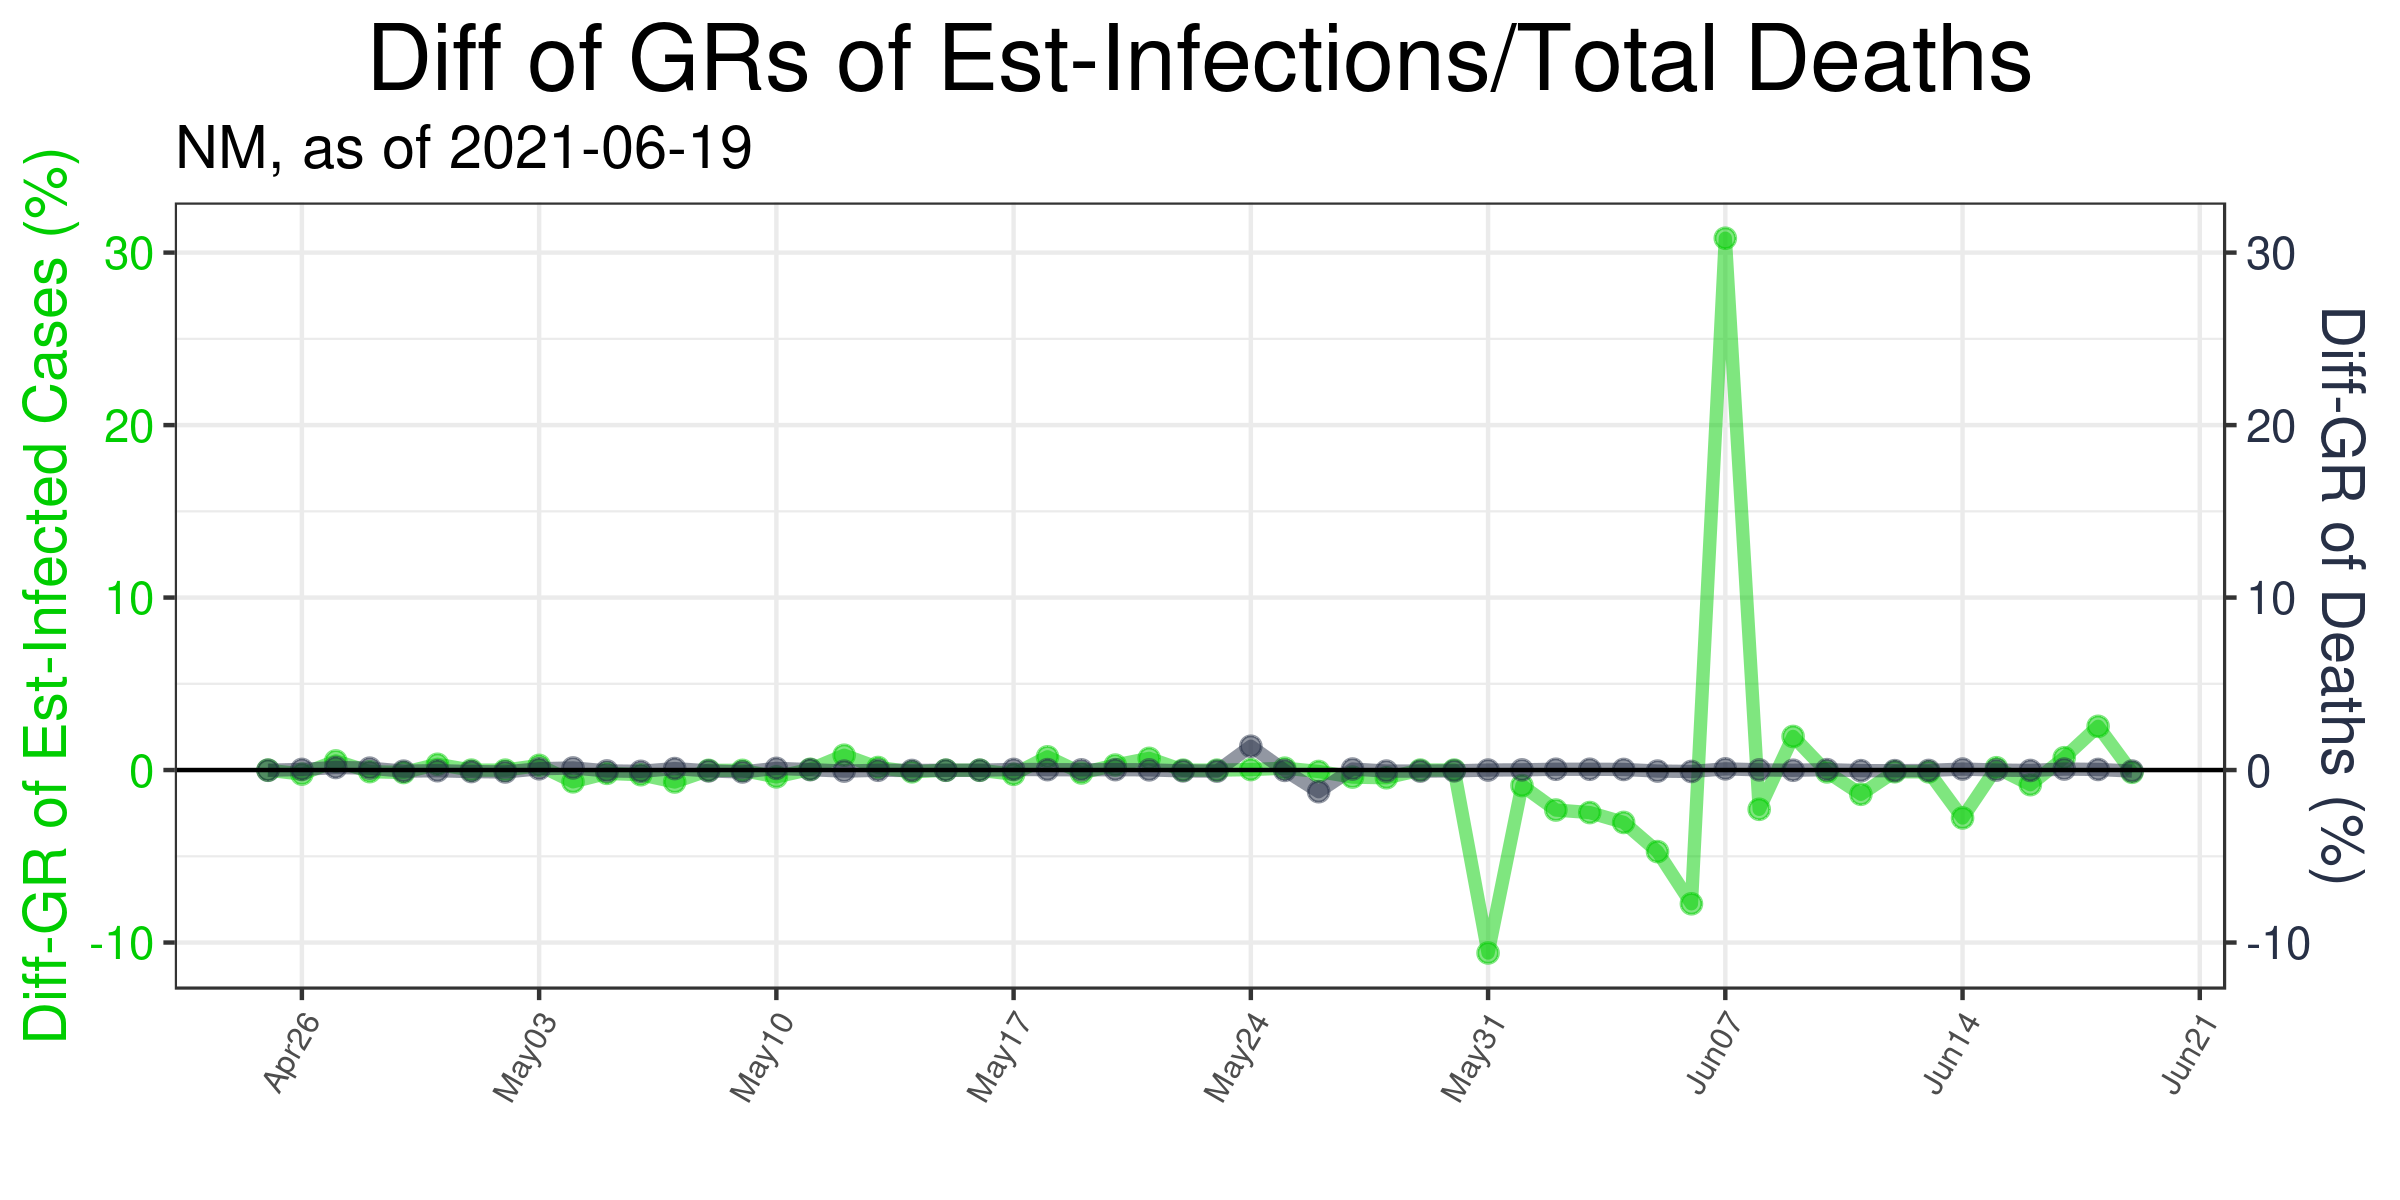 Diff of GRs of Est-Infections/Total Deaths
NM, as of 2021-06-19
Diff-GR of Est-Infected Cases (%)
30
20
10
0
-10
30
20
10
0
-10
Diff-GR of Deaths (%)
Apr26
May03
May10
May17
May24
May31
Jun07
Jun14
Jun21